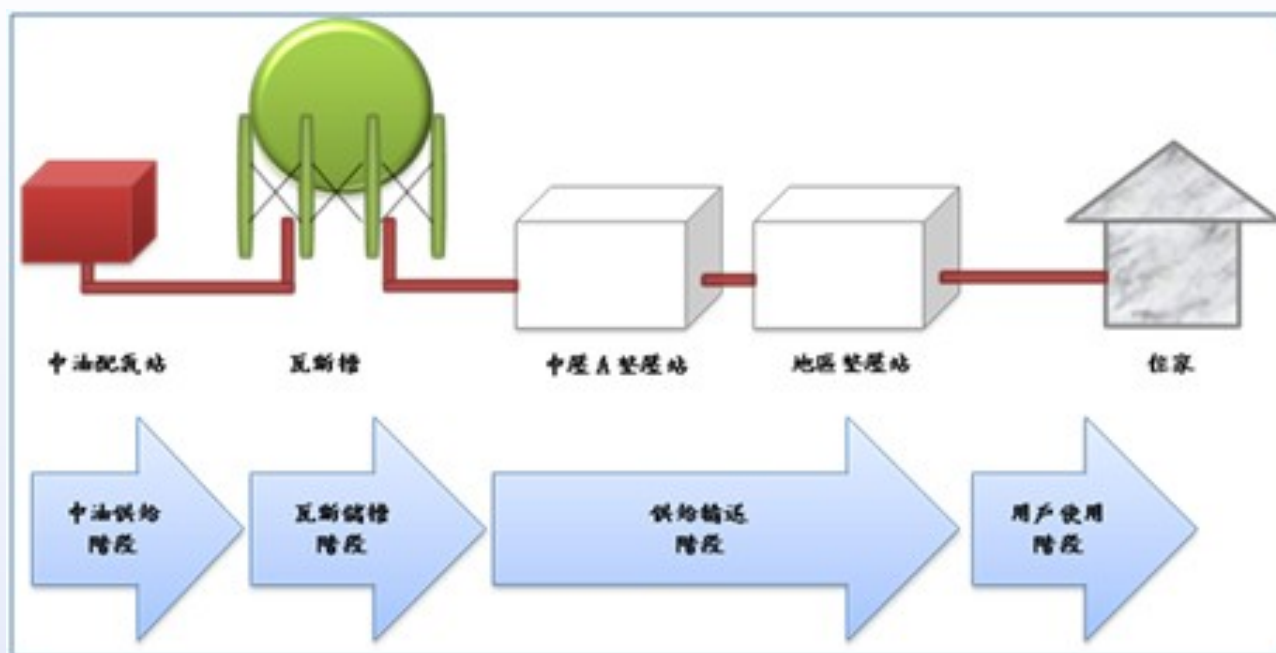 中油配氣站
瓦斯槽
中壓A整壓站
地區整壓站
住家
中油供給
階段
瓦斯儲槽
階段
供給輸送
階段
用戶使用
階段